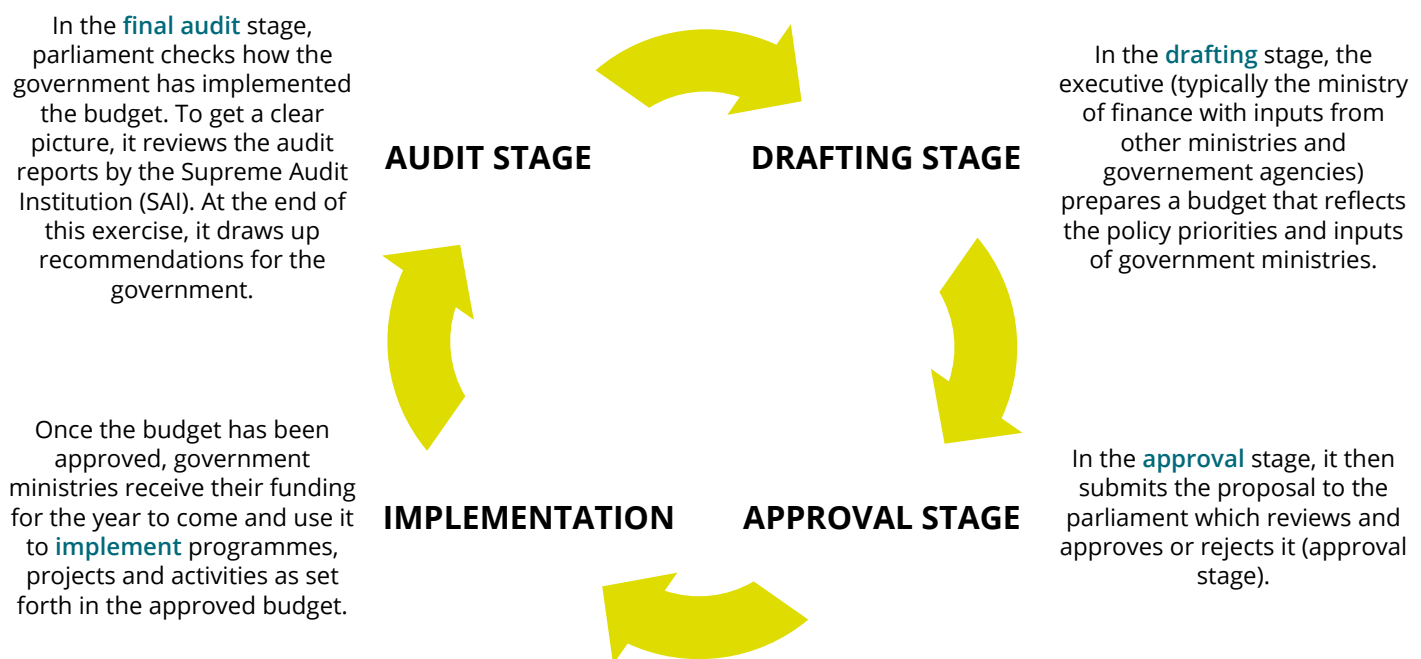 In the final audit stage,
parliament checks how the
government has implemented
the budget. To get a clear
picture, it reviews the audit
reports by the Supreme Audit
Institution (SAI). At the end of
this exercise, it draws up
recommendations for the
government.
AUDIT STAGE
DRAFTING STAGE
In the drafting stage, the
executive (typically the ministry
of finance with inputs from
other ministries and
governement agencies)
prepares a budget that reflects
the policy priorities and inputs
of government ministries.
Once the budget has been
approved, government
ministries receive their funding
for the year to come and use it
to implement programmes,
projects and activities as set
forth in the approved budget.
IMPLEMENTATION
APPROVAL STAGE
In the approval stage, it then
submits the proposal to the
parliament which reviews and
approves or rejects it (approval
stage).